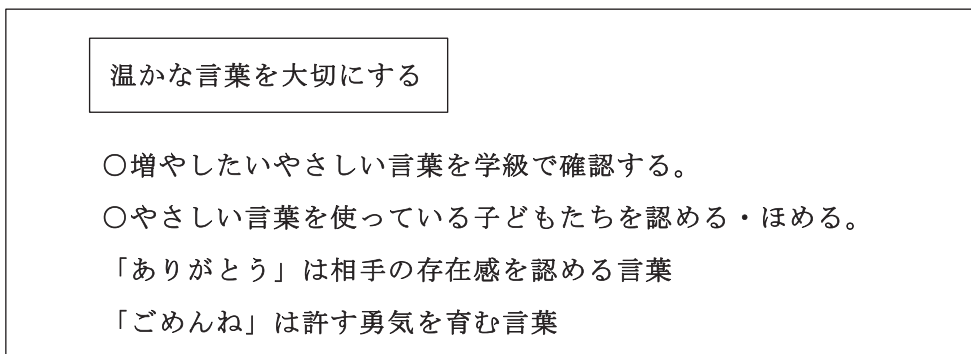 温かな言葉を大切にする
○増やしたいやさしい言葉を学級で確認する。
○やさしい言葉を使っている子どもたちを認める・ほめる。
「ありがとう」は相手の存在感を認める言葉
「ごめんね」は許す勇気を育む言葉